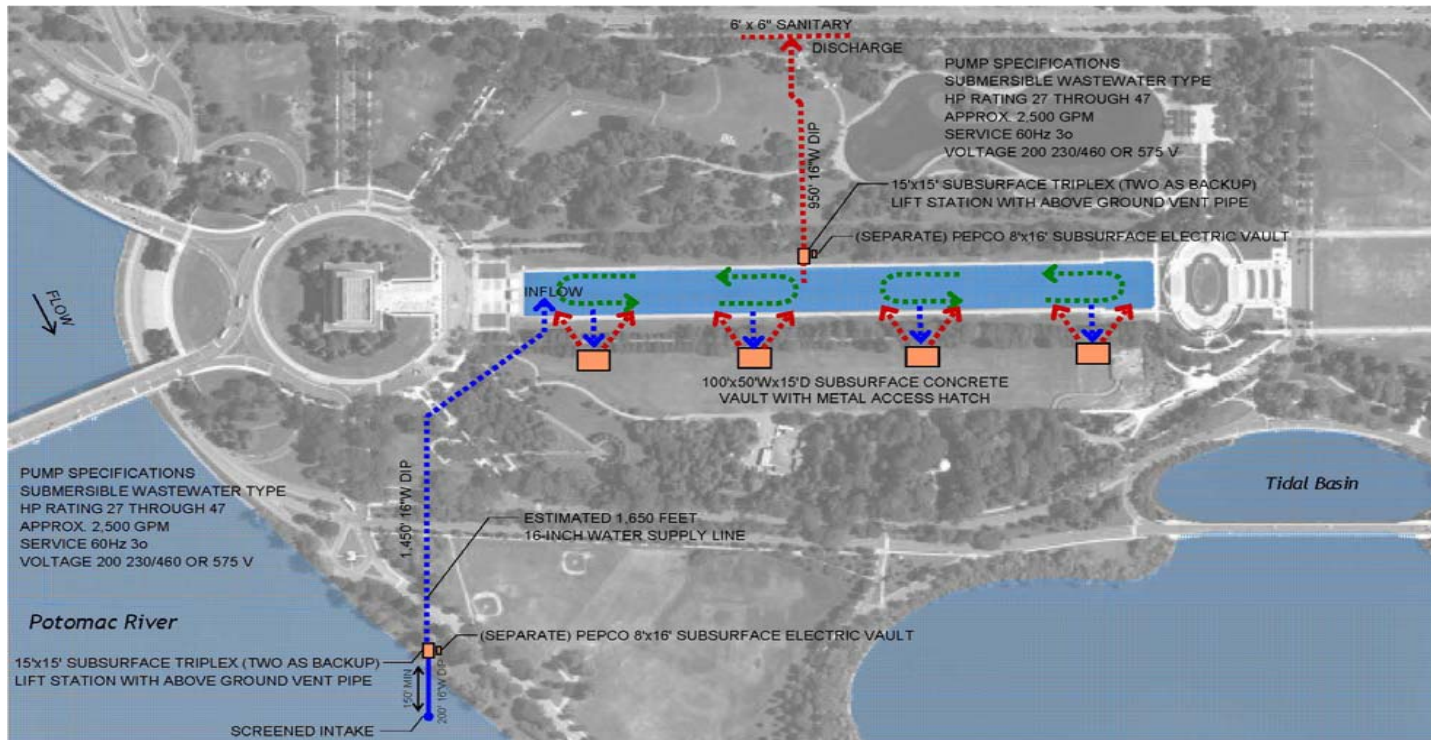 6' x 6" SANITARY
DISCHARGE
PUMP SPECIFICATIONS
SUBMERSIBLE WASTEWATER TYPE
HP RATING 27 THROUGH 47
APPROX. 2,500 GPM
SERVICE 60Hz 3o
VOLTAGE 200 230/460 OR 575 V
950' 16"W DIP
15'x15' SUBSURFACE TRIPLEX (TWO AS BACKUP)
LIFT STATION WITH ABOVE GROUND VENT PIPE
(SEPARATE) PEPCO 8'x16' SUBSURFACE ELECTRIC VAULT
INFLOW
FLOW
100'x50'Wx15'D SUBSURFACE CONCRETE
VAULT WITH METAL ACCESS HATCH
1,450' 16"W DIP
PUMP SPECIFICATIONS
SUBMERSIBLE WASTEWATER TYPE
HP RATING 27 THROUGH 47
APPROX. 2,500 GPM
SERVICE 60Hz 3o
VOLTAGE 200 230/460 OR 575 V
Tidal Basin
ESTIMATED 1,650 FEET
16-INCH WATER SUPPLY LINE
Potomac River
(SEPARATE) PEPCO 8'x16' SUBSURFACE ELECTRIC VAULT
15'x15' SUBSURFACE TRIPLEX (TWO AS BACKUP)
LIFT STATION WITH ABOVE GROUND VENT PIPE
150' MIN
200' 16"W DIP
SCREENED INTAKE